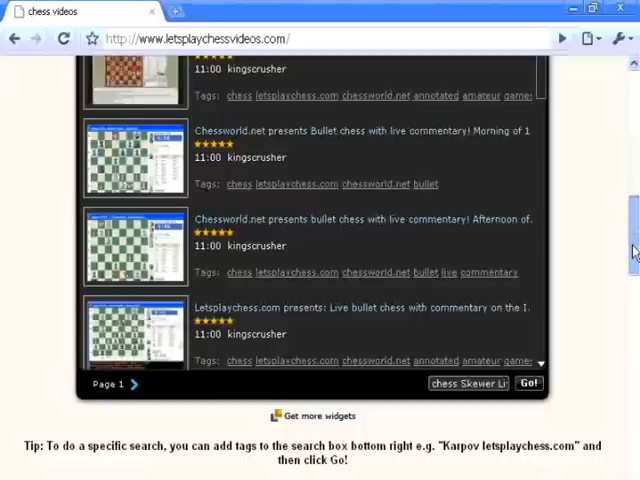 chess videos
http://www.letsplaychessvideos.com/
11:00 kingscrusher
Tags: chess letsplaychess.com chessworld.net annotated amateur game
Chessworld.net presents Bullet chess with live commentary! Morning of 1
11:00 kingscrusher
Tags: chess letsplaychess.com chessworld.net bullet
Chessworld.net presents bullet chess with live commentary! Afternoon of.
11:00 kingscrusher
Tags: chess letsplaychess.com chessworld.net bullet live commentary
Letsplaychess.com presents: Live bullet chess with commentary on the I.
11:00 kingscrusher
Tags: chess letsplaychess.com chessworld.net annotated amateur game
Page 1
chess Skewer Li
Go!
Get more widgets
Tip: To do a specific search, you can add tags to the search box bottom right e.g. "Karpov letsplaychess.com" and
then click Go!